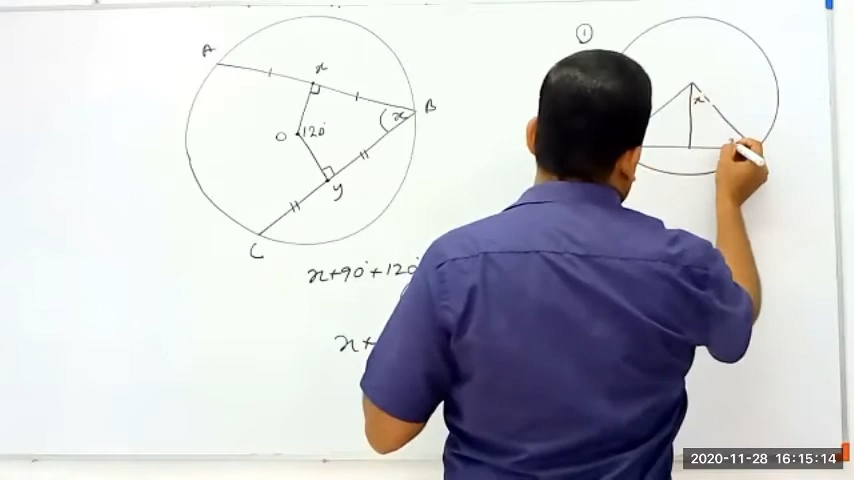 A
x
B
x
O
120°
y
C
x+90°+120°
x+
①
x
2020-11-28 16:15:14